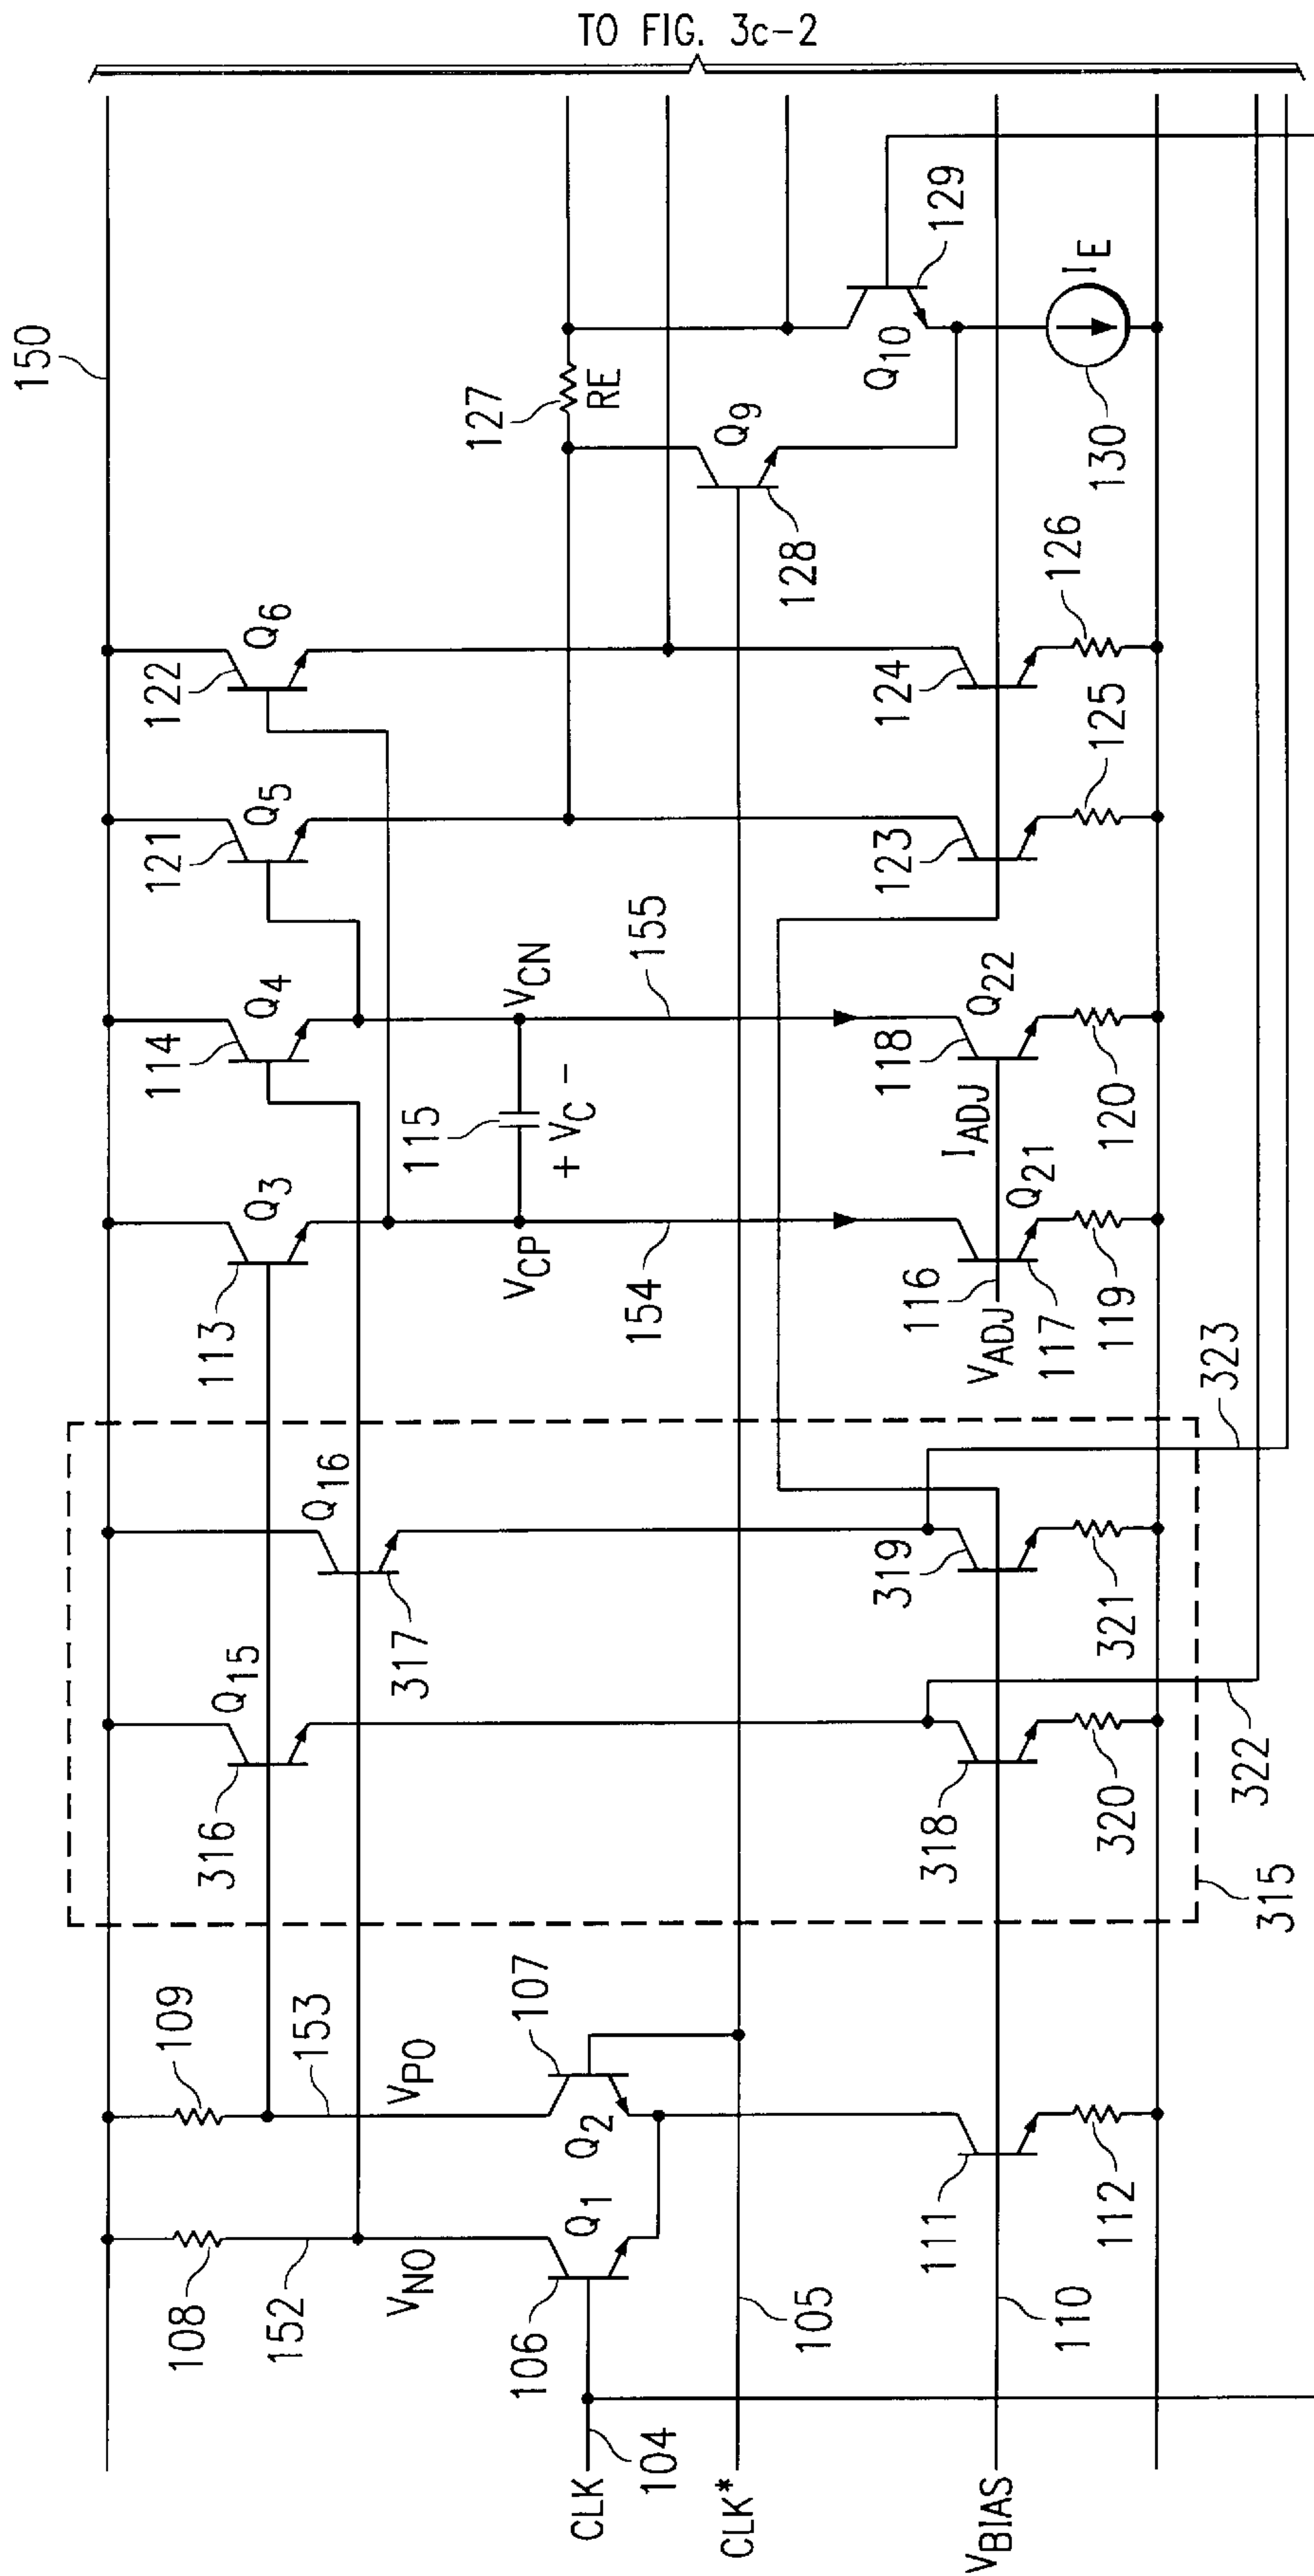 TO FIG. 3c-2
150
122
Q6
121
Q5
114
Q4
113
Q3
Q16
317
Q15
316
109
153
VPO
107
Q2
108
152
VNO
106
Q1
CLK
104
CLK*
105
VBIAS
110
111
112
127
RE
Q9
128
Q10
129
IE
130
124
126
123
125
155
VCN
115
+ VC -
VCP
154
118
Q22
IADJ
120
116
VADJ
Q21
117
119
323
319
321
318
320
322
315